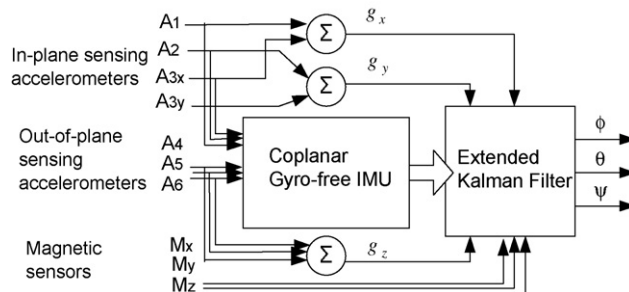 A1
A2
A3x
A3y
In-plane sensing
accelerometers
Σ
g x
Σ
g y
A4
A5
A6
Out-of-plane
sensing
accelerometers
Coplanar
Gyro-free IMU
Extended
Kalman Filter
ϕ
θ
ψ
Magnetic
sensors
Mx
My
Mz
Σ
g z